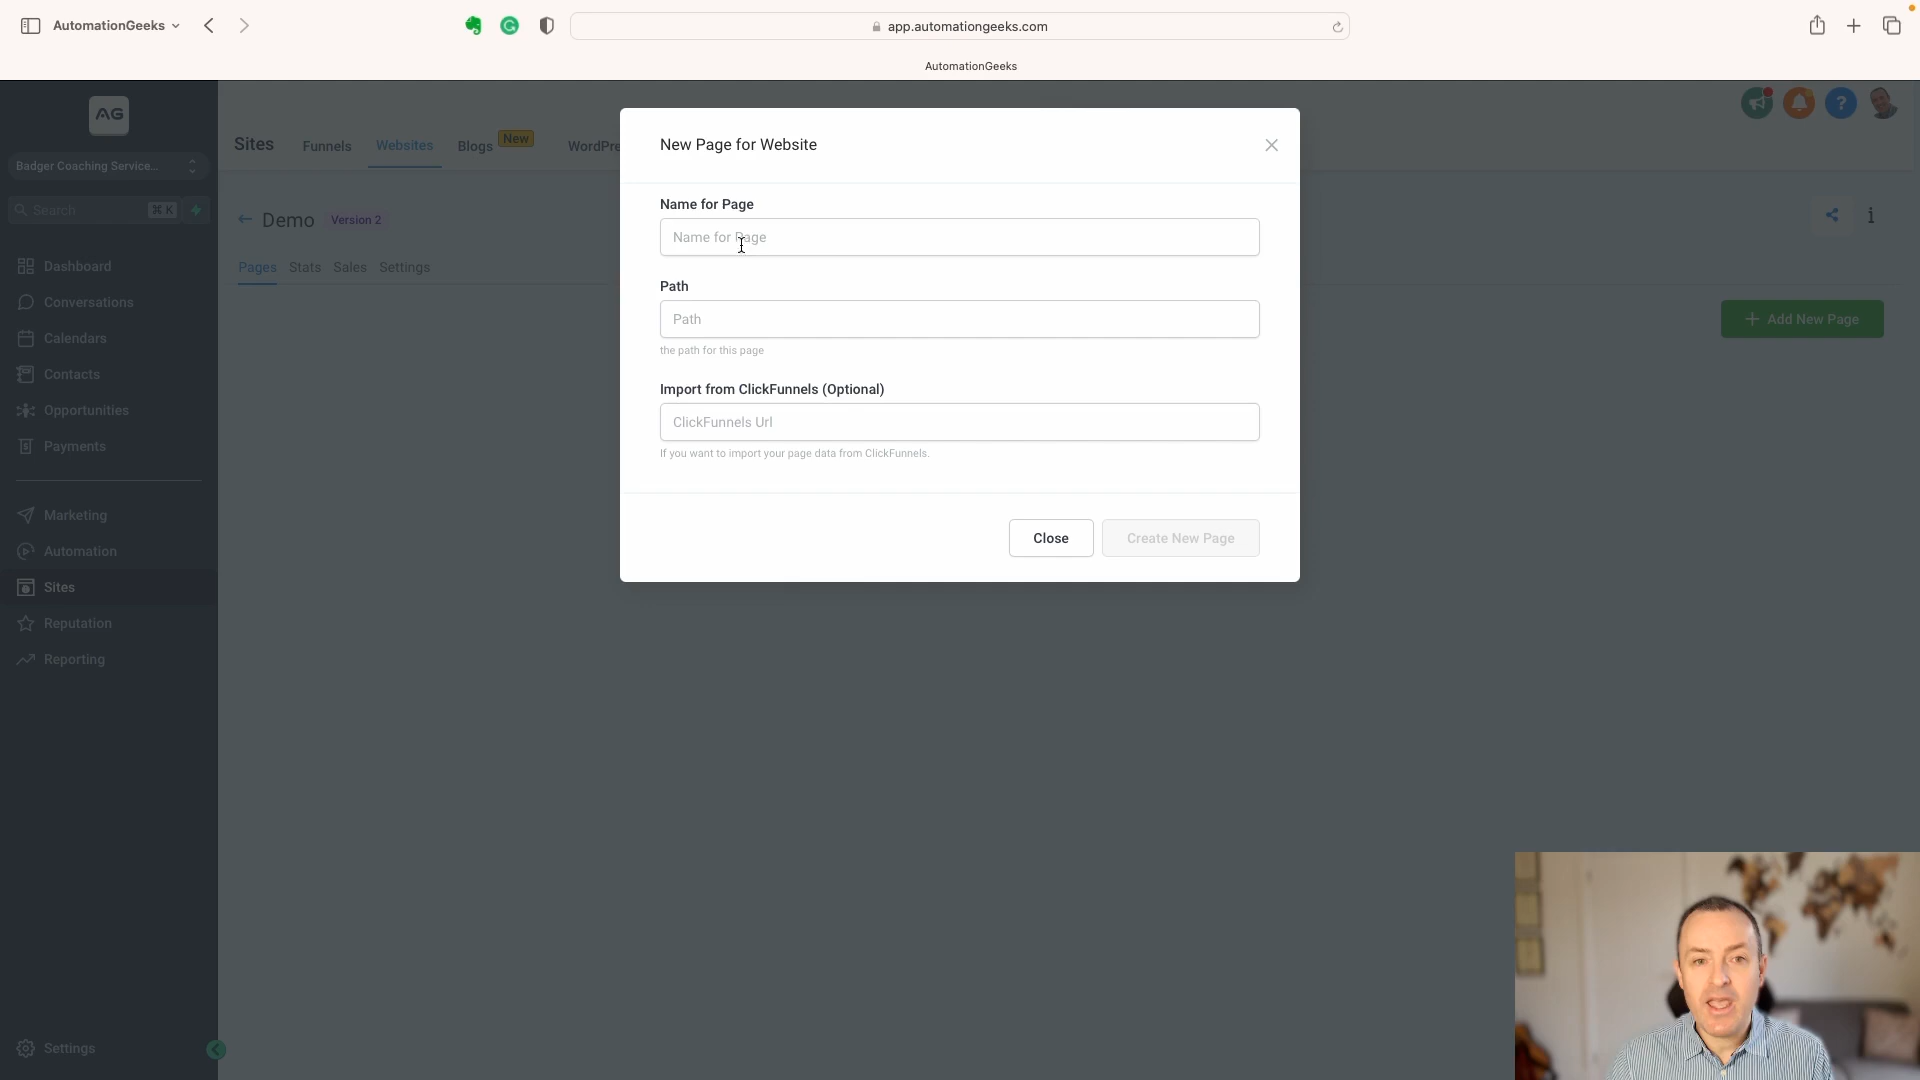 AutomationGeeks
app.automationgeeks.com
AutomationGeeks
AG
Badger Coaching Service...
Search
⌘ K
Dashboard
Conversations
Calendars
Contacts
Opportunities
Payments
Marketing
Automation
Sites
Reputation
Reporting
Settings
Sites
Funnels
Websites
Blogs
New
WordPre
Demo
Version 2
Pages
Stats
Sales
Settings
+ Add New Page
New Page for Website
Name for Page
Name for Page
Path
Path
the path for this page
Import from ClickFunnels (Optional)
ClickFunnels Url
If you want to import your page data from ClickFunnels.
Close
Create New Page